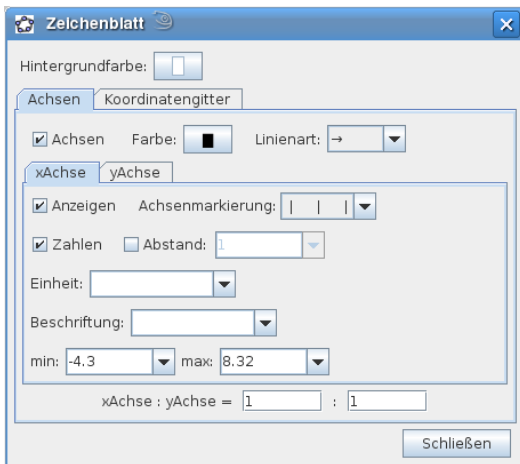 Zeichenblatt
Hintergrundfarbe:
Achsen Koordinatengitter
Achsen Farbe: Linienart: →
xAchse yAchse
Anzeigen Achsenmarkierung: | | |
Zahlen Abstand: 1
Einheit:
Beschriftung:
min: -4.3 max: 8.32
xAchse : yAchse = 1 : 1
Schließen